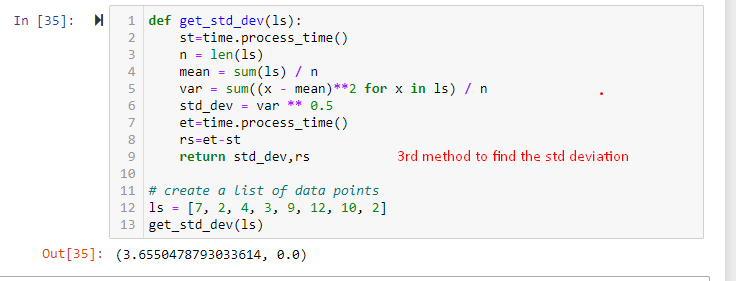 In [35]:
1 def get_std_dev(ls):
2     st=time.process_time()
3     n = len(ls)
4     mean = sum(ls) / n
5     var = sum((x - mean)**2 for x in ls) / n
6     std_dev = var ** 0.5
7     et=time.process_time()
8     rs=et-st
9     return std_dev,rs 3rd method to find the std deviation
10
11 # create a list of data points
12 ls = [7, 2, 4, 3, 9, 12, 10, 2]
13 get_std_dev(ls)
Out[35]: (3.6550478793033614, 0.0)